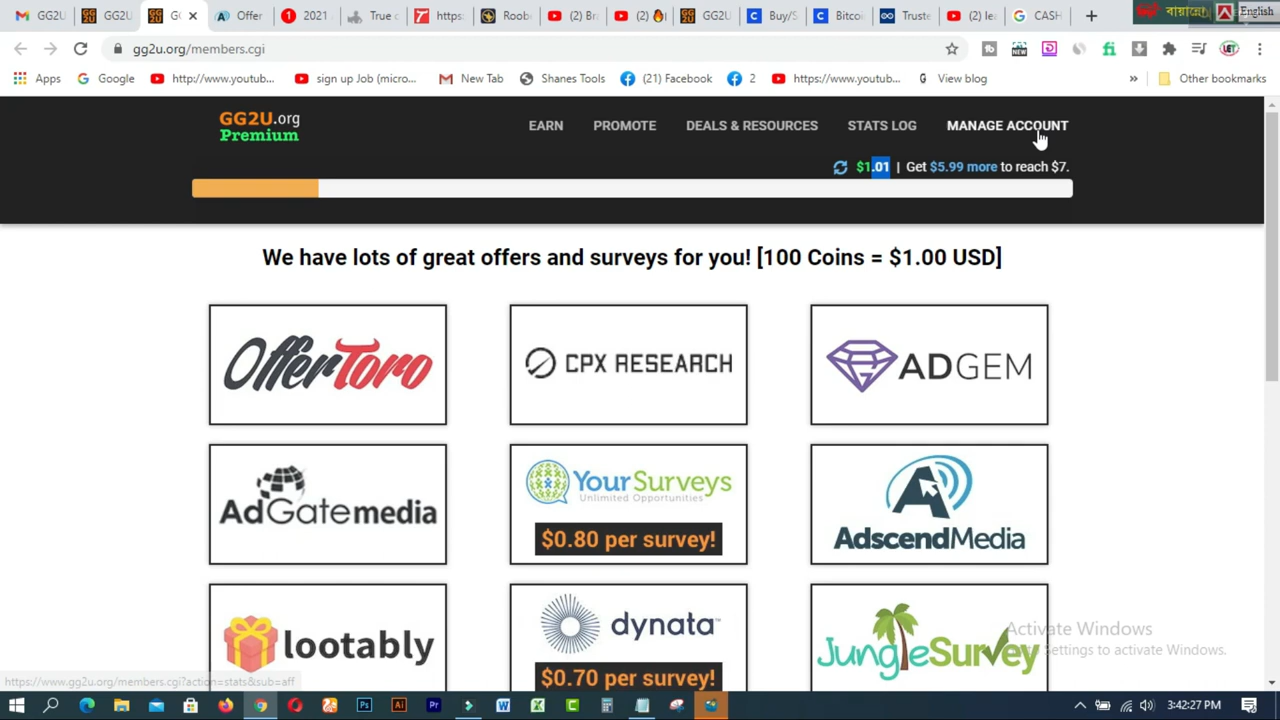 GG2U
GG2U
GG
Offer
2021
True c
https
Rooba
(2) Br
(2)
GG2U
Buy/S
Bitco
Trust
(2) le
CASH
English
gg2u.org/members.cgi
Apps
Google
http://www.youtub...
sign up Job (micro...
New Tab
Shanes Tools
(21) Facebook
2
https://www.youtub...
View blog
»
Other bookmarks
GG2U.org
Premium
EARN
PROMOTE
DEALS & RESOURCES
STATS LOG
MANAGE ACCOUNT
$1.01 | Get $5.99 more to reach $7.
We have lots of great offers and surveys for you! [100 Coins = $1.00 USD]
OfferToro
CPX RESEARCH
ADGEM
AdGatemedia
YourSurveys
Unlimited Opportunities
$0.80 per survey!
AdscendMedia
lootably
dynata
$0.70 per survey!
JungleSurvey
Activate Windows
to Settings to activate Windows.
https://www.gg2u.org/members.cgi?action=stats&sub=aff
3:42:27 PM